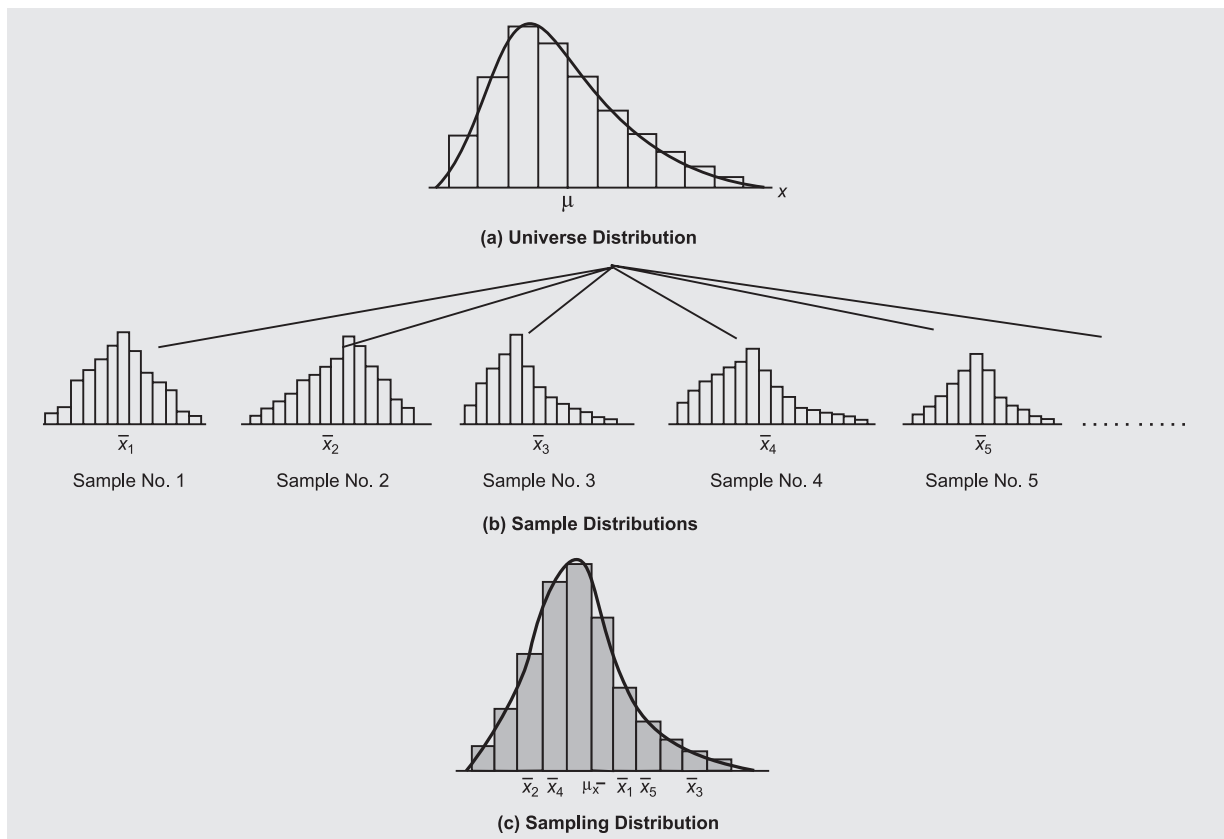 x
μ
(a) Universe Distribution
x̄₁ x̄₂ x̄₃ x̄₄ x̄₅ .... .....
Sample No. 1 Sample No. 2 Sample No. 3 Sample No. 4 Sample No. 5
(b) Sample Distributions
x̄₂ x̄₄ μx̄ x̄₁ x̄₅ x̄₃
(c) Sampling Distribution